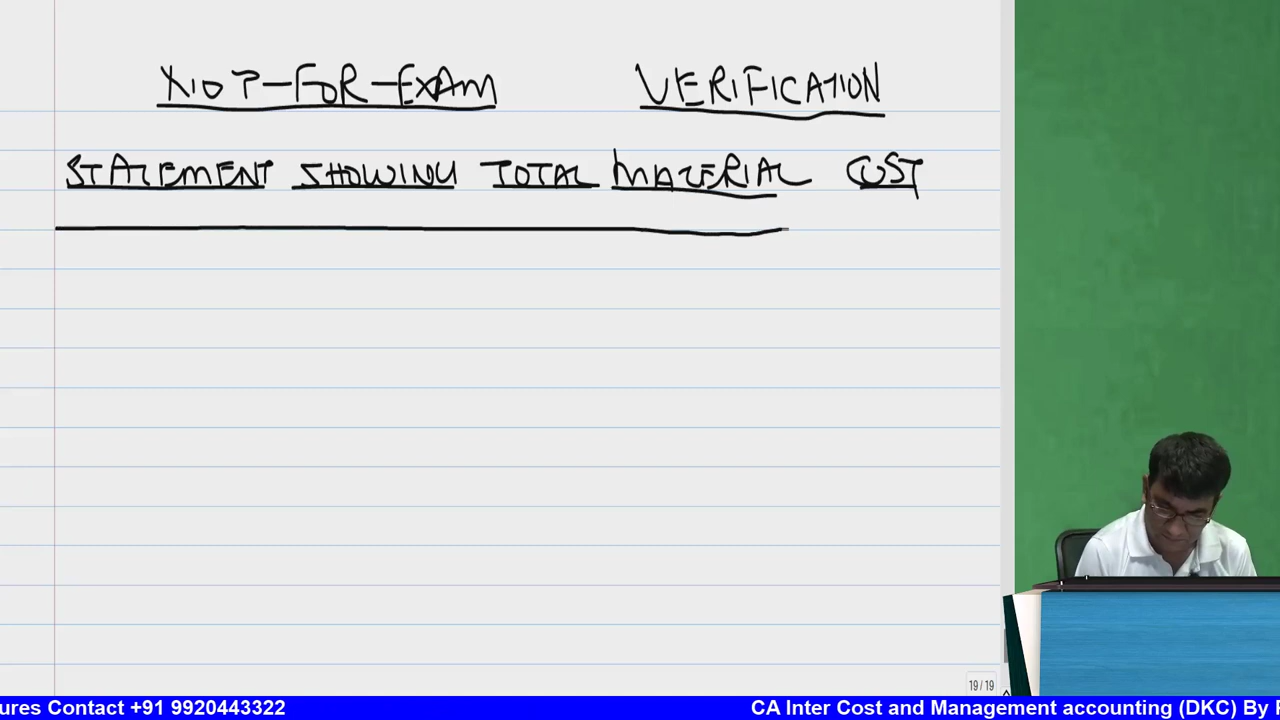 NOT-FOR-EXAM VERIFICATION
STATEMENT SHOWING TOTAL MATERIAL COST
19/19
ures Contact +91 9920443322 CA Inter Cost and Management accounting (DKC) By